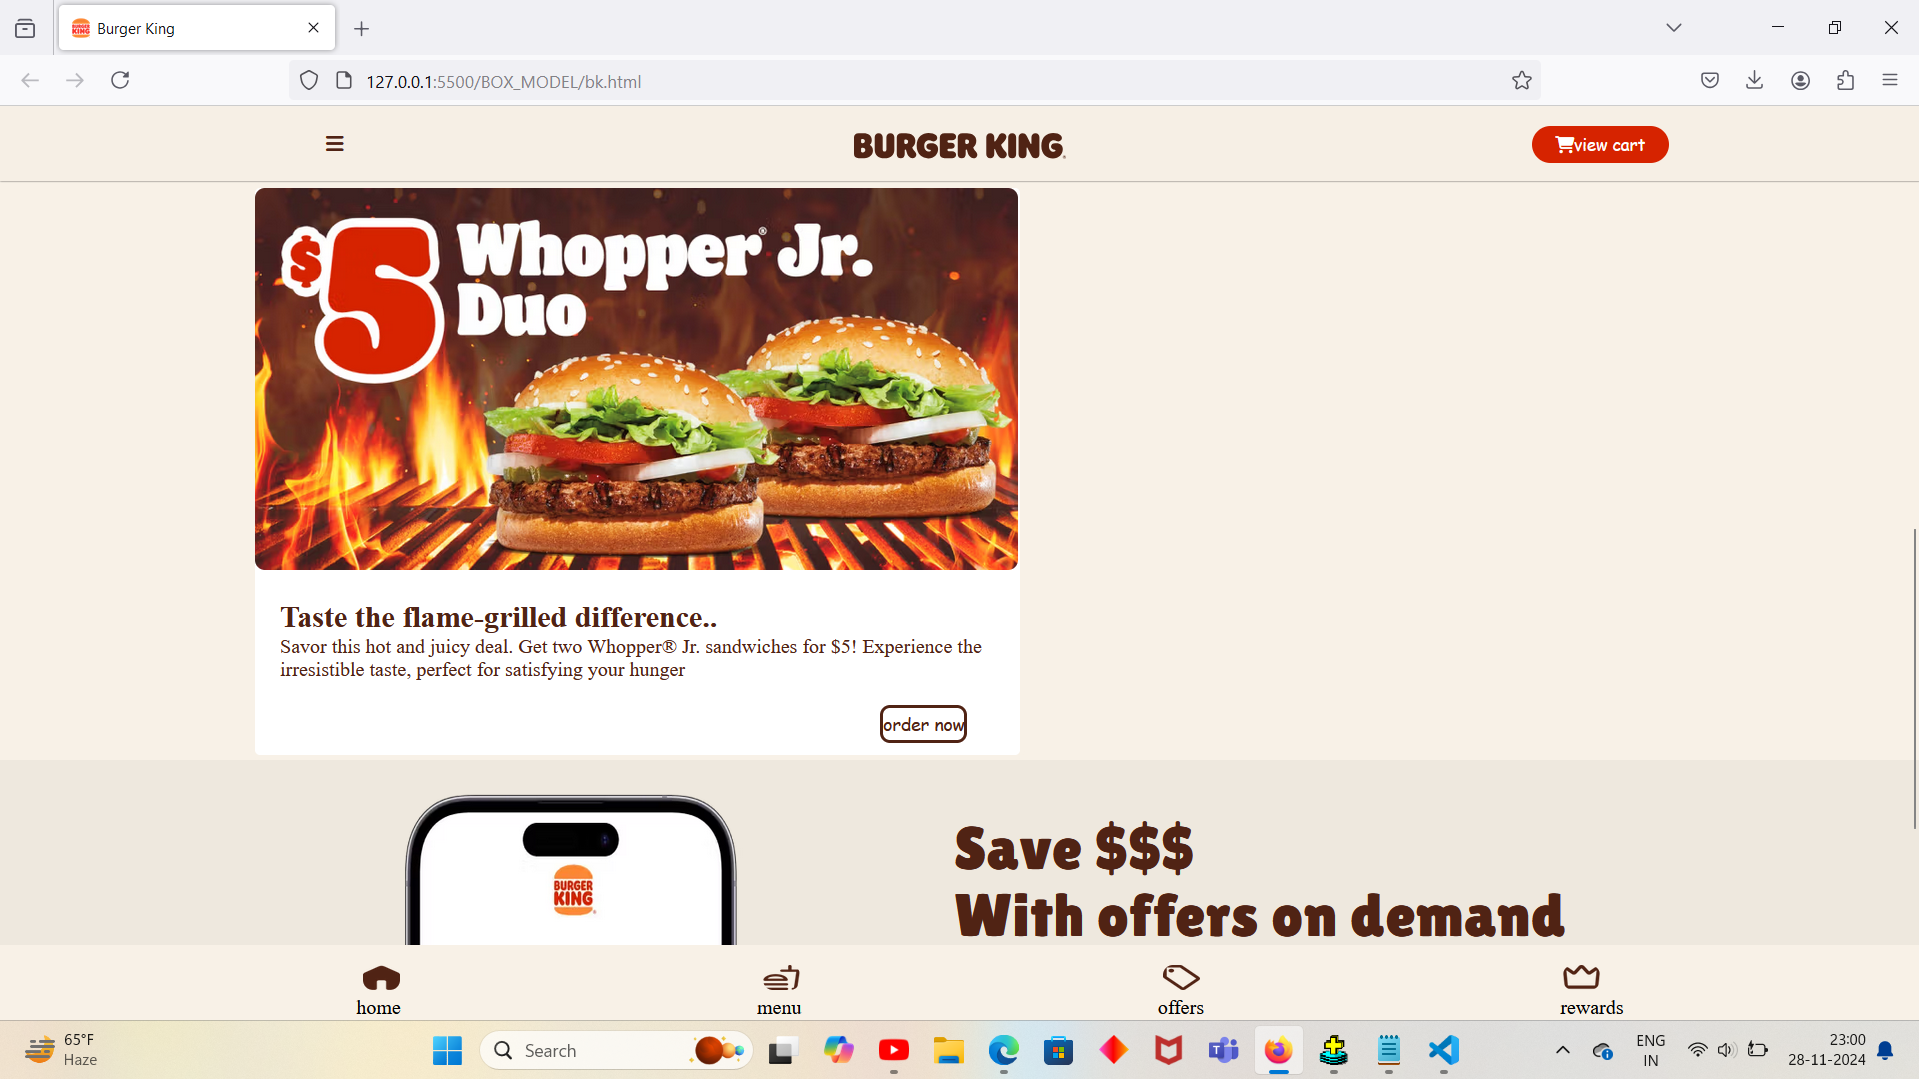 Burger King
127.0.0.1:5500/BOX_MODEL/bk.html
BURGER KING
view cart
$5 Whopper® Jr.
Duo
Taste the flame-grilled difference..
Savor this hot and juicy deal. Get two Whopper® Jr. sandwiches for $5! Experience the
irresistible taste, perfect for satisfying your hunger
order now
BURGER
KING
Save $$$
With offers on demand
home
menu
offers
rewards
65°F
Haze
Search
ENG
IN
23:00
28-11-2024